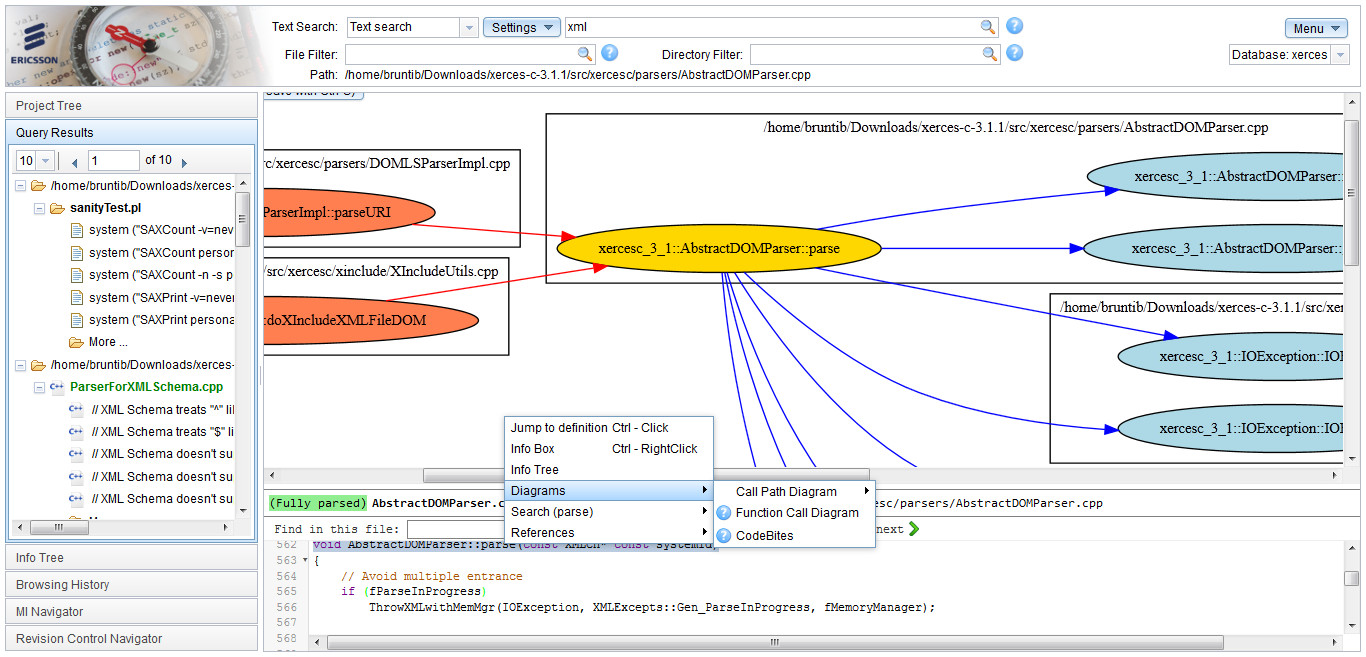 ERICSSON
Text Search: Text search Settings xml
Menu
File Filter: Directory Filter:
Database: xerces
Path: /home/bruntib/Downloads/xerces-c-3.1.1/src/xercesc/parsers/AbstractDOMParser.cpp
Project Tree
Query Results
10 1 of 10
/home/bruntib/Downloads/xerces-
sanityTest.pl
system ("SAXCount -v=nev
system ("SAXCount person
system ("SAXCount -n -s p
system ("SAXPrint -v=never
system ("SAXPrint persona
More ...
/home/bruntib/Downloads/xerces-
ParserForXMLSchema.cpp
// XML Schema treats "^" li
// XML Schema treats "$" li
// XML Schema doesn't su
// XML Schema doesn't su
// XML Schema doesn't su
Info Tree
Browsing History
MI Navigator
Revision Control Navigator
/home/bruntib/Downloads/xerces-c-3.1.1/src/xercesc/parsers/AbstractDOMParser.cpp
rc/xercesc/parsers/DOMLSParserImpl.cpp
ParserImpl::parseURI
/src/xercesc/xinclude/XIncludeUtils.cpp
:doXIncludeXMLFileDOM
xercesc_3_1::AbstractDOMParser::parse
xercesc_3_1::AbstractDOMParser::
xercesc_3_1::AbstractDOMParser::
/home/bruntib/Downloads/xerces-c-3.1.1/src/xer
xercesc_3_1::IOException::IOI
xercesc_3_1::IOException::IOI
Jump to definition Ctrl - Click
Info Box Ctrl - RightClick
Info Tree
Diagrams
Search (parse)
References
Call Path Diagram
Function Call Diagram
CodeBites
(Fully parsed) AbstractDOMParser.c esc/parsers/AbstractDOMParser.cpp
Find in this file: next
562 void AbstractDOMParser::parse(const XMLCh* const systemId)
563 {
564 // Avoid multiple entrance
565 if (fParseInProgress)
566 ThrowXMLwithMemMgr(IOException, XMLExcepts::Gen_ParseInProgress, fMemoryManager);
567
568